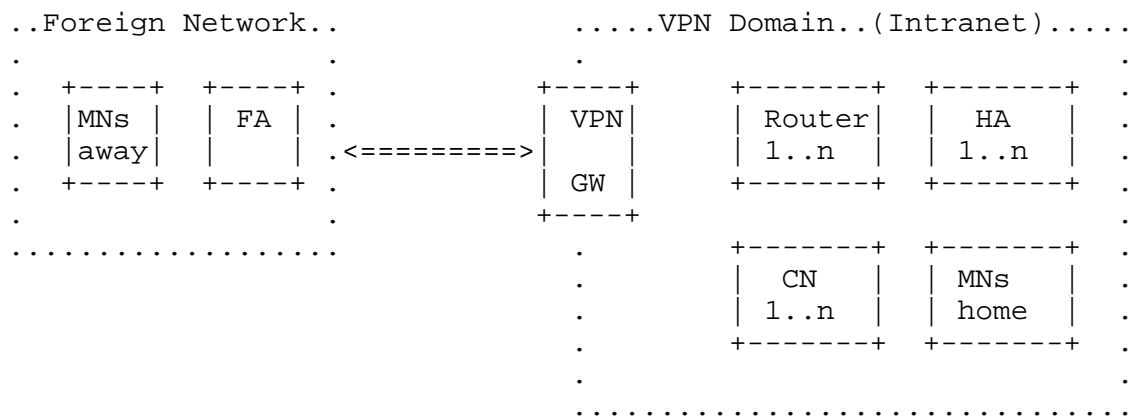 ..Foreign Network..             .....VPN Domain..(Intranet).....
.                 .             .                              .
.  +----+  +----+ .           +----+     +-------+  +-------+  .
.  |MNs |  | FA | .           | VPN|     | Router|  |  HA   |  .
.  |away|  |    | .<=========>|    |     | 1..n  |  | 1..n  |  .
.  +----+  +----+ .           | GW |     +-------+  +-------+  .
.                 .           +----+                           .
...................             .        +-------+  +-------+  .
                                .        |  CN   |  | MNs   |  .
                                .        | 1..n  |  | home  |  .
                                .        +-------+  +-------+  .
                                .                              .
                                ................................